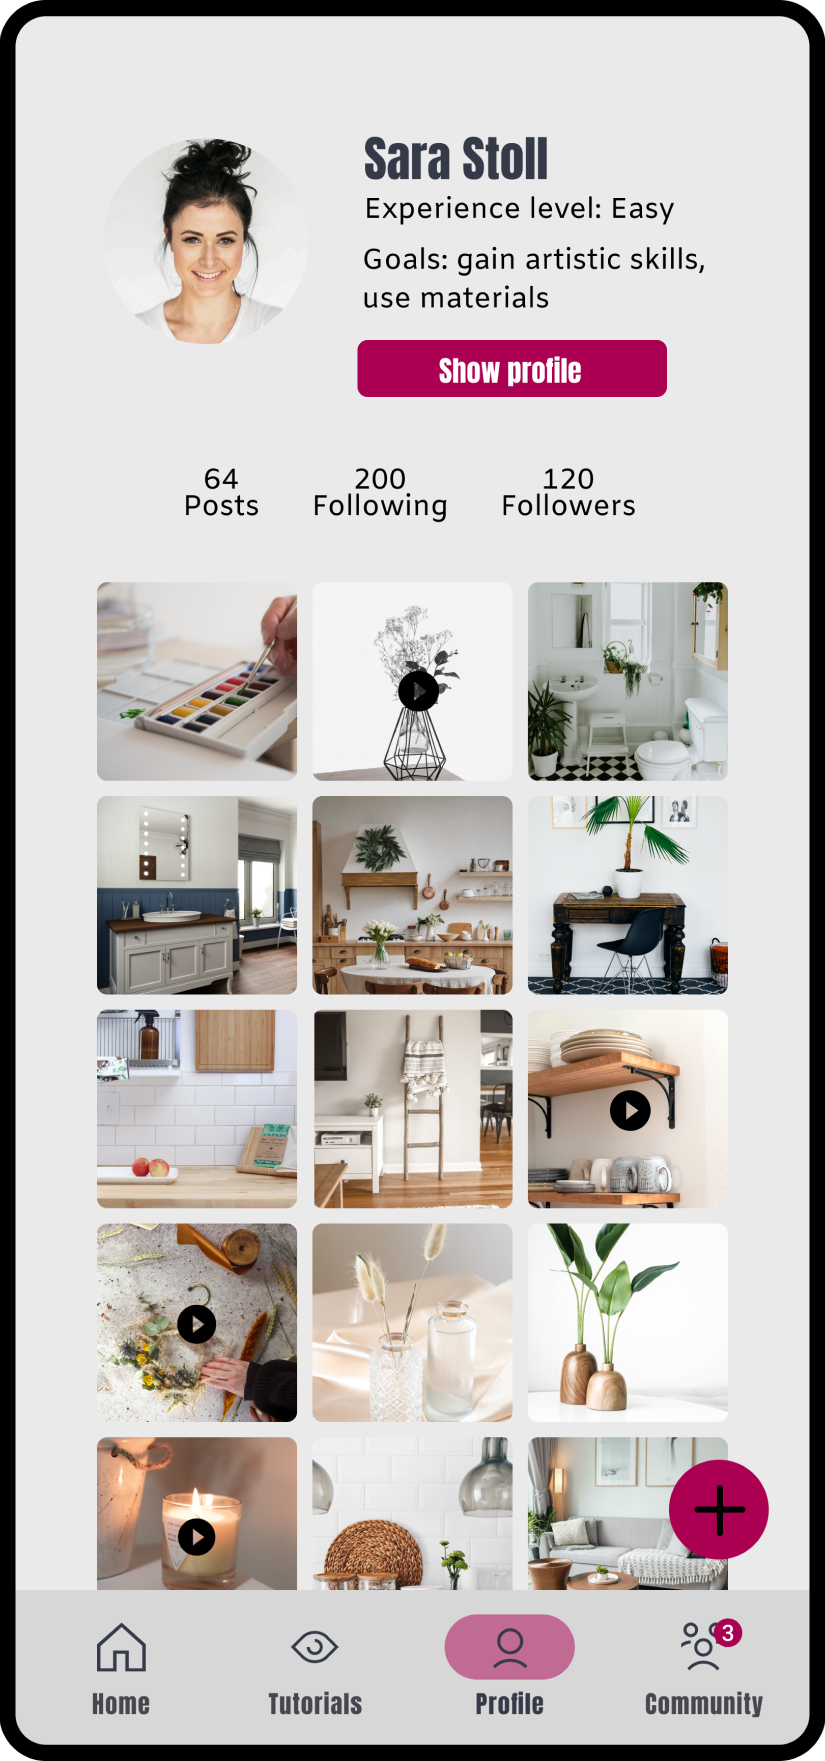 Sara Stoll
Experience level: Easy
Goals: gain artistic skills,
use materials
Show profile
64
Posts
200
Following
120
Followers
3
Home
Tutorials
Profile
Community